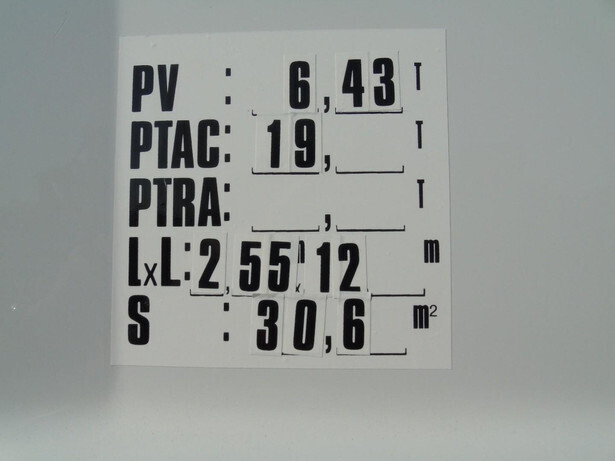 PV : 6,43 T
PTAC: 19, T
PTRA: , T
LxL: 2,55 12 m
S : 30,6 m²